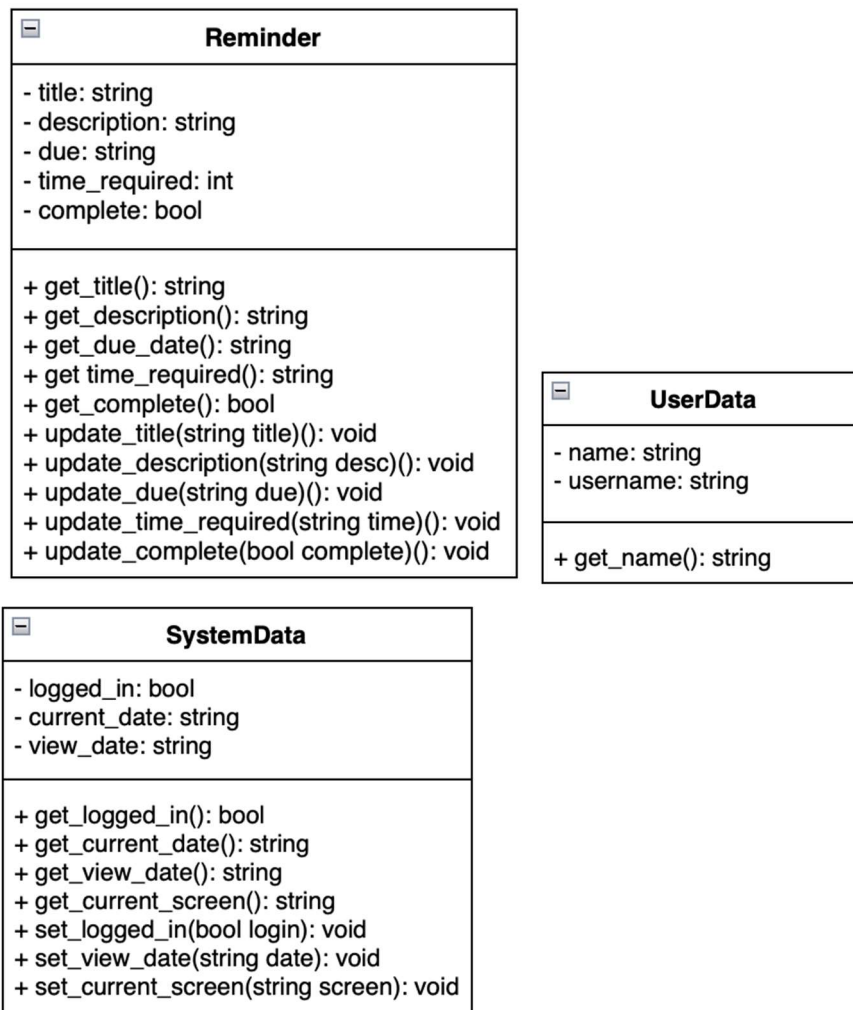 Reminder
- title: string
- description: string
- due: string
- time_required: int
- complete: bool
+ get_title(): string
+ get_description(): string
+ get_due_date(): string
+ get time_required(): string
+ get_complete(): bool
+ update_title(string title)(): void
+ update_description(string desc)(): void
+ update_due(string due)(): void
+ update_time_required(string time)(): void
+ update_complete(bool complete)(): void
UserData
- name: string
- username: string
+ get_name(): string
SystemData
- logged_in: bool
- current_date: string
- view_date: string
+ get_logged_in(): bool
+ get_current_date(): string
+ get_view_date(): string
+ get_current_screen(): string
+ set_logged_in(bool login): void
+ set_view_date(string date): void
+ set_current_screen(string screen): void